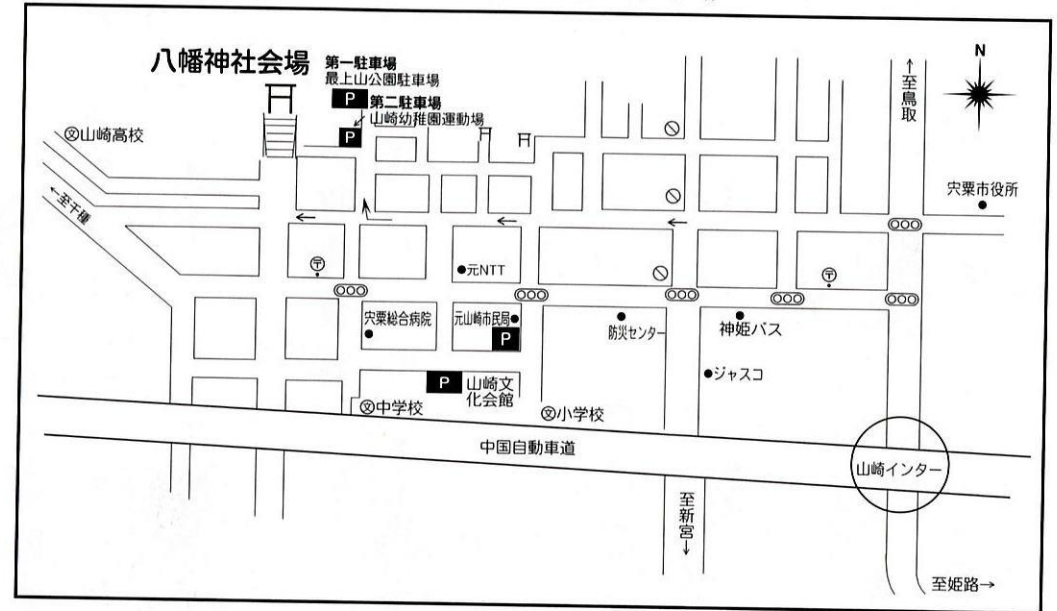 八幡神社会場
第一駐車場
最上山公園駐車場
P
第二駐車場
山崎幼稚園運動場
P
N
↑至鳥取
文山崎高校
←至千種
宍粟市役所
〒
元NTT
〒
宍粟総合病院
元山崎市民局
P
防災センター
神姫バス
ジャスコ
P
山崎文
化会館
文中学校
文小学校
中国自動車道
山崎インター
至新宮→
至姫路→